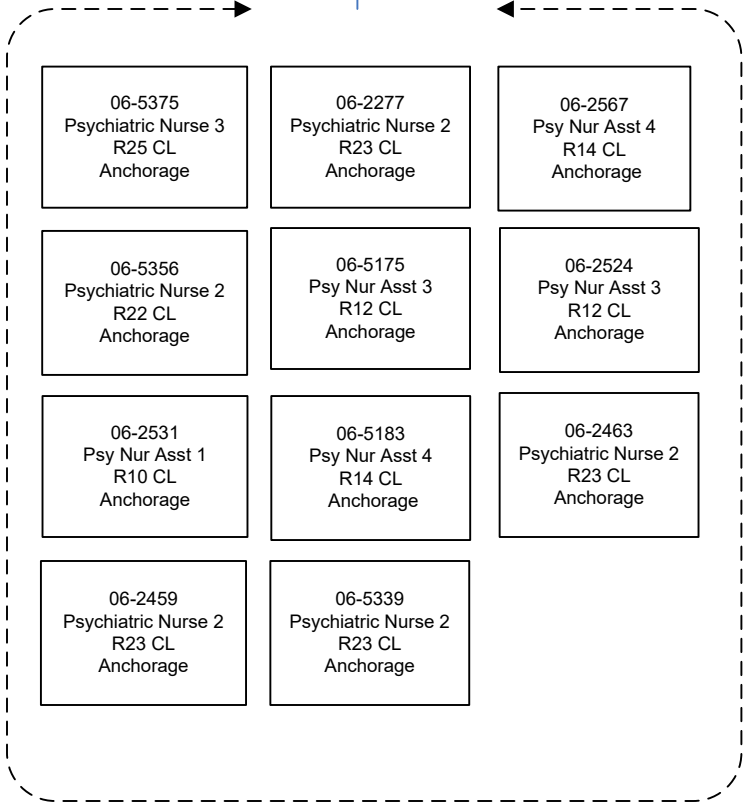 06-5375
Psychiatric Nurse 3
R25 CL
Anchorage
06-2277
Psychiatric Nurse 2
R23 CL
Anchorage
06-2567
Psy Nur Asst 4
R14 CL
Anchorage
06-5356
Psychiatric Nurse 2
R22 CL
Anchorage
06-5175
Psy Nur Asst 3
R12 CL
Anchorage
06-2524
Psy Nur Asst 3
R12 CL
Anchorage
06-2531
Psy Nur Asst 1
R10 CL
Anchorage
06-5183
Psy Nur Asst 4
R14 CL
Anchorage
06-2463
Psychiatric Nurse 2
R23 CL
Anchorage
06-2459
Psychiatric Nurse 2
R23 CL
Anchorage
06-5339
Psychiatric Nurse 2
R23 CL
Anchorage